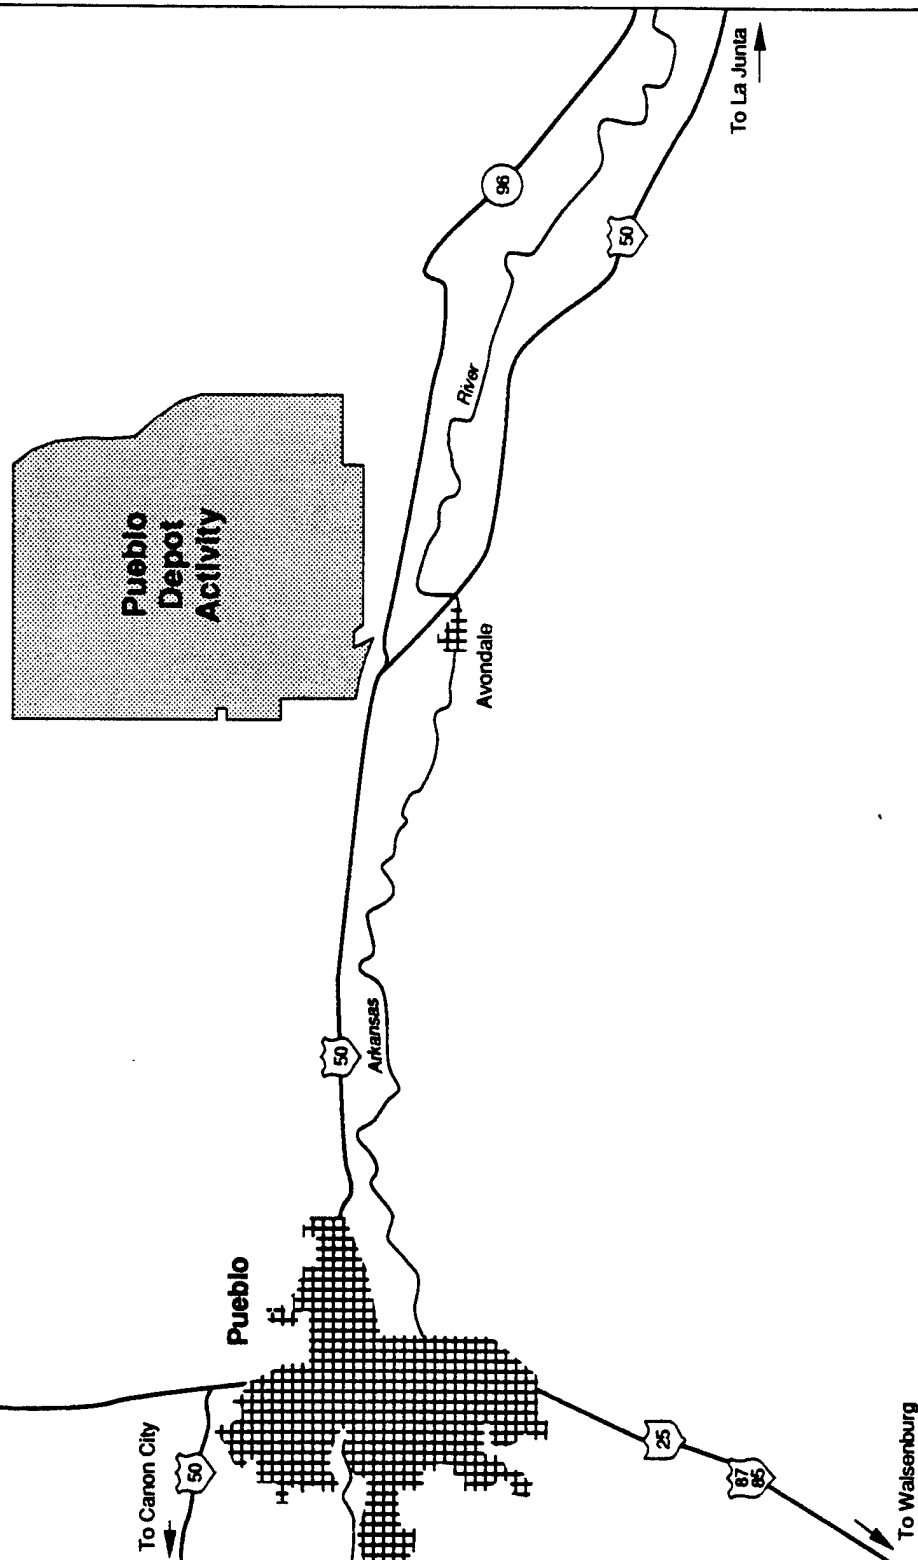 To Canon City
50
Pueblo
50
Arkansas
Pueblo
Depot
Activity
River
Avondale
96
50
To La Junta
25
87
85
To Walsenburg